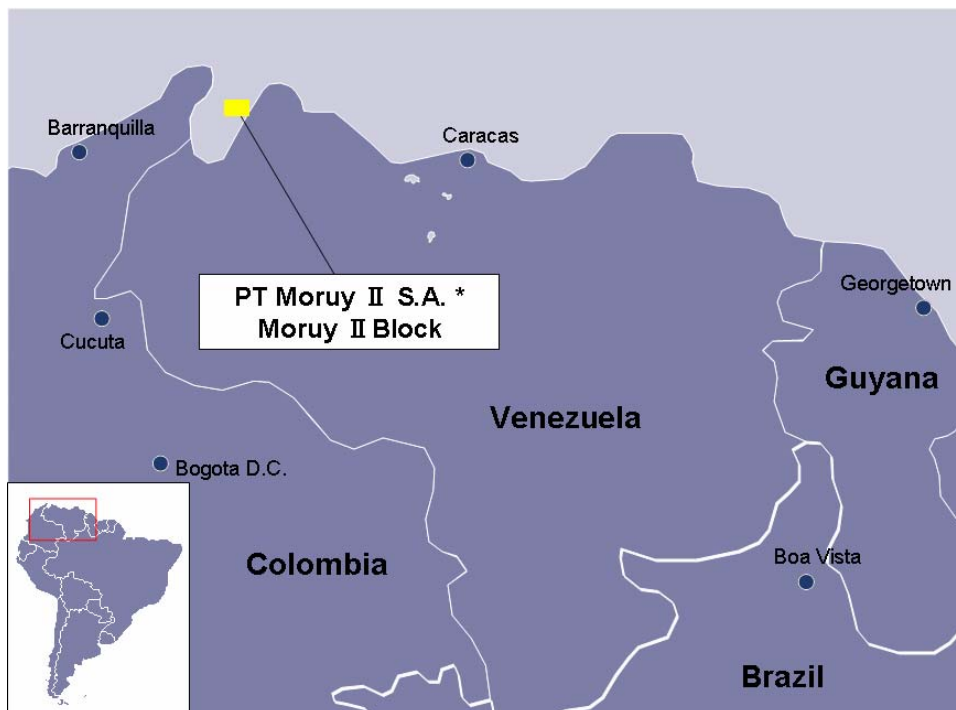 Barranquilla
Caracas
PT Moruy Ⅱ S.A. *
Moruy Ⅱ Block
Georgetown
Cucuta
Guyana
Venezuela
Bogota D.C.
Colombia
Boa Vista
Brazil